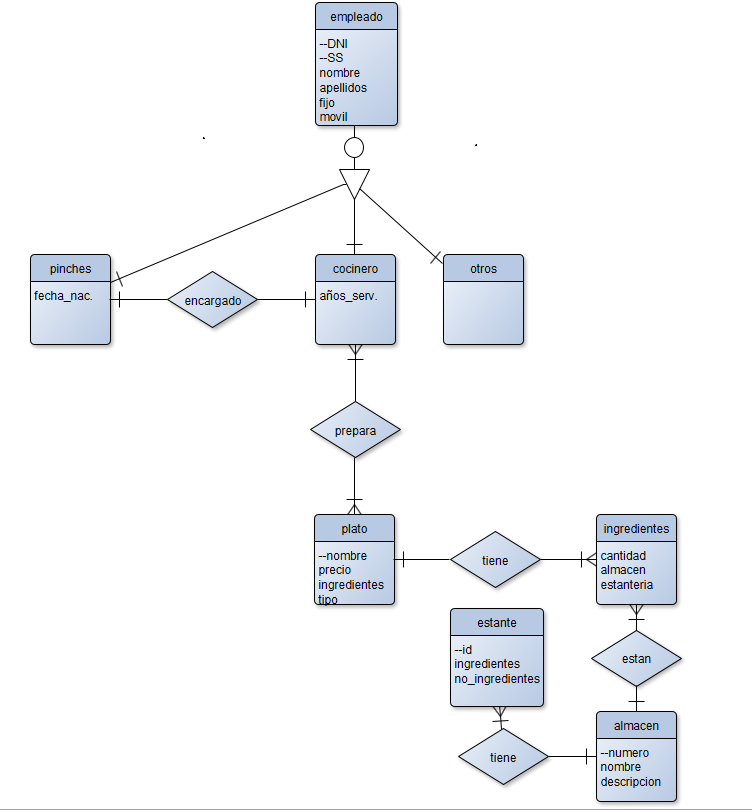 empleado
--DNI
--SS
nombre
apellidos
fijo
movil
pinches
fecha_nac.
encargado
cocinero
años_serv.
otros
prepara
plato
--nombre
precio
ingredientes
tipo
tiene
ingredientes
cantidad
almacen
estanteria
estante
--id
ingredientes
no_ingredientes
estan
tiene
almacen
--numero
nombre
descripcion